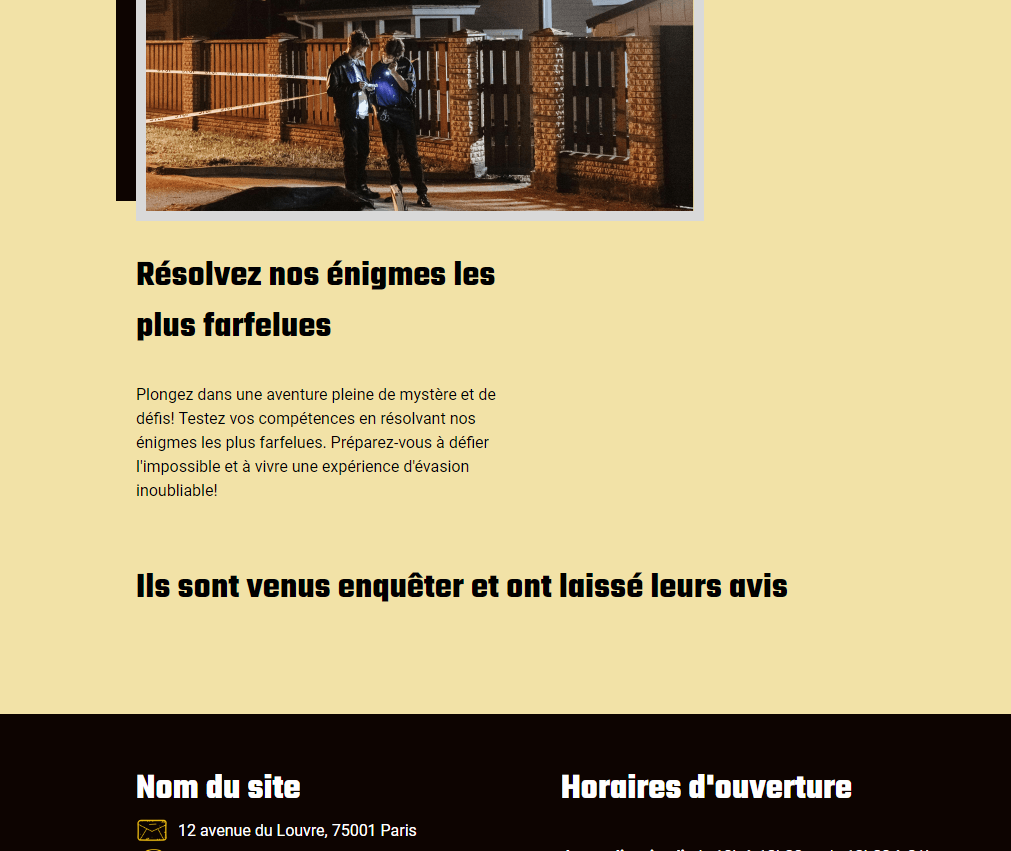 Résolvez nos énigmes les
plus farfelues
Plongez dans une aventure pleine de mystère et de
défis! Testez vos compétences en résolvant nos
énigmes les plus farfelues. Préparez-vous à défier
l'impossible et à vivre une expérience d'évasion
inoubliable!
Ils sont venus enquêter et ont laissé leurs avis
Nom du site
Horaires d'ouverture
12 avenue du Louvre, 75001 Paris